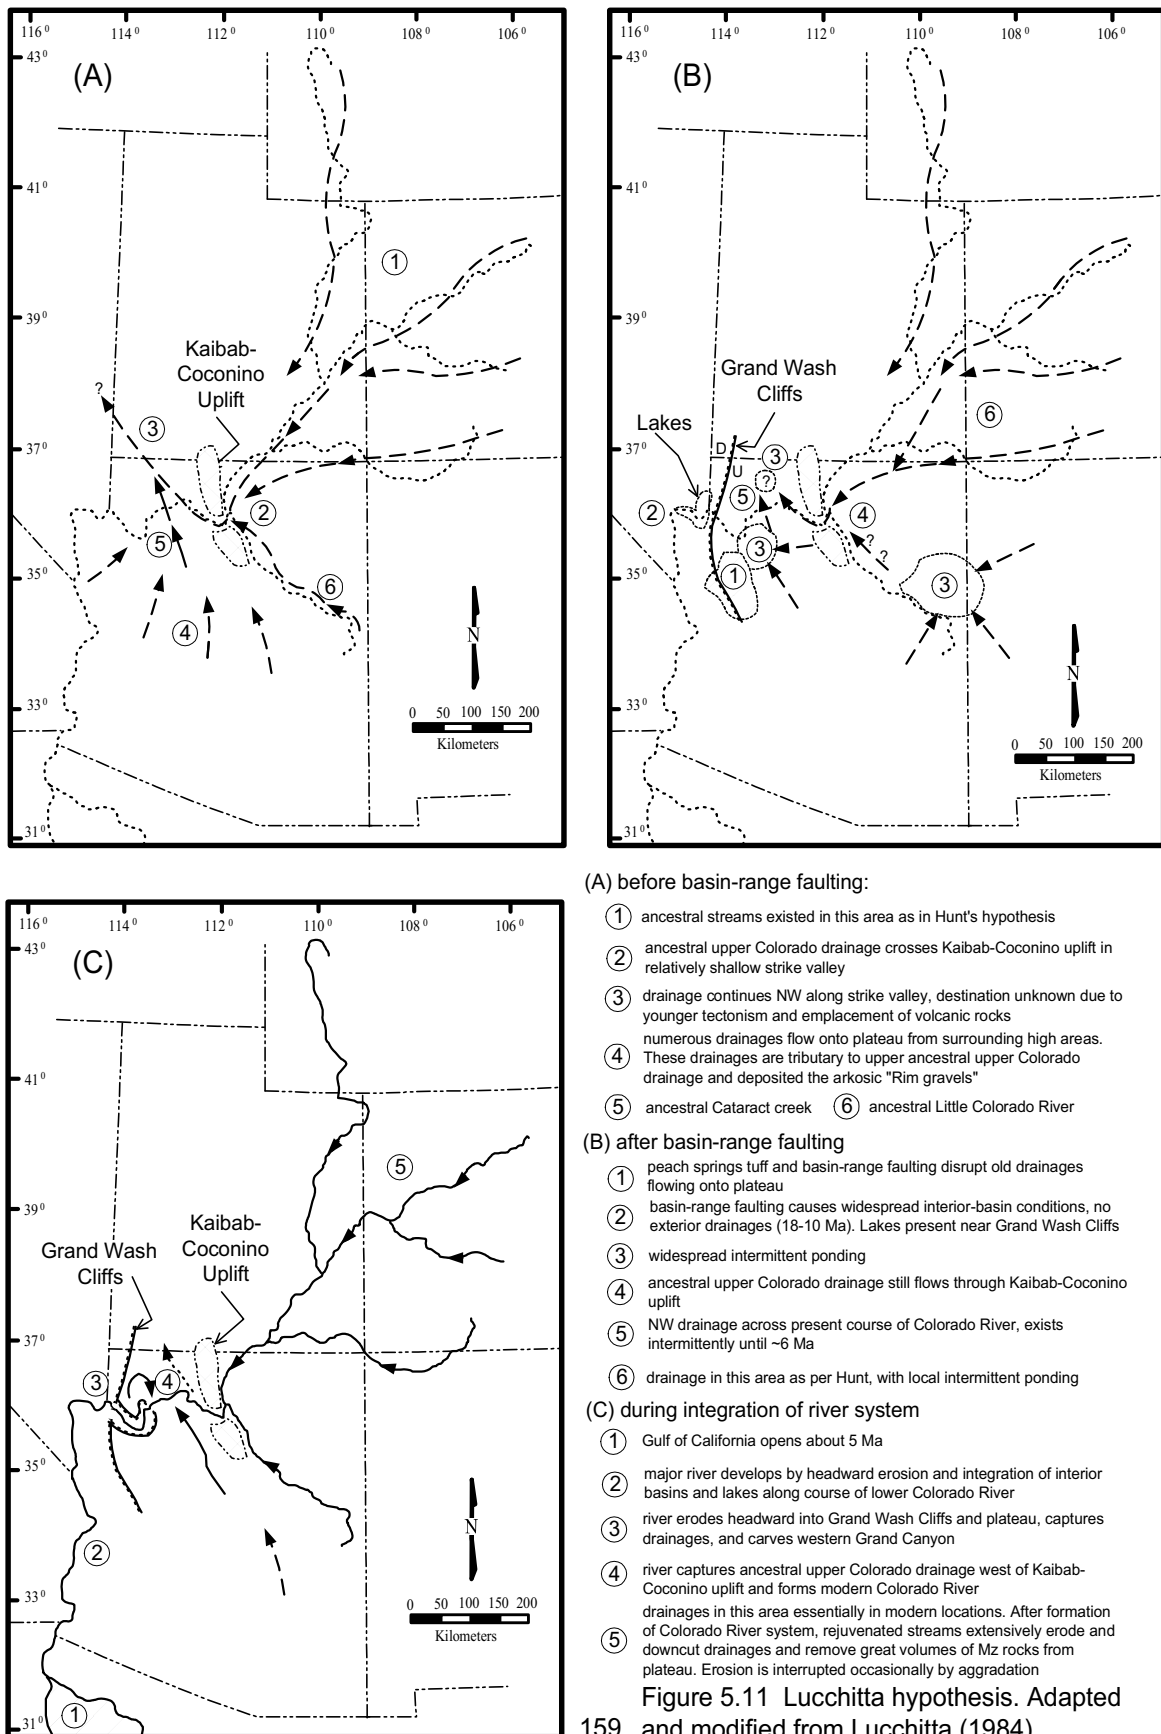 116⁰ 114⁰ 112⁰ 110⁰ 108⁰ 106⁰
43⁰
(A)
41⁰
1
39⁰
Kaibab-
Coconino
Uplift
?
3
37⁰
2
5
35⁰
6
4
N
33⁰
0 50 100 150 200
Kilometers
31⁰
116⁰ 114⁰ 112⁰ 110⁰ 108⁰ 106⁰
43⁰
(B)
41⁰
39⁰
Grand Wash
Cliffs
6
Lakes
37⁰
D
3
U
?
5
2
4
?
3
?
35⁰
1
3
N
33⁰
0 50 100 150 200
Kilometers
31⁰
116⁰ 114⁰ 112⁰ 110⁰ 108⁰ 106⁰
43⁰
(C)
41⁰
5
39⁰
Kaibab-
Coconino
Uplift
Grand Wash
Cliffs
37⁰
3
4
35⁰
N
2
33⁰
0 50 100 150 200
Kilometers
1
31⁰
(A) before basin-range faulting:
1 ancestral streams existed in this area as in Hunt's hypothesis
2 ancestral upper Colorado drainage crosses Kaibab-Coconino uplift in
relatively shallow strike valley
3 drainage continues NW along strike valley, destination unknown due to
younger tectonism and emplacement of volcanic rocks
numerous drainages flow onto plateau from surrounding high areas.
4 These drainages are tributary to upper ancestral upper Colorado
drainage and deposited the arkosic "Rim gravels"
5 ancestral Cataract creek 6 ancestral Little Colorado River
(B) after basin-range faulting
1 peach springs tuff and basin-range faulting disrupt old drainages
flowing onto plateau
2 basin-range faulting causes widespread interior-basin conditions, no
exterior drainages (18-10 Ma). Lakes present near Grand Wash Cliffs
3 widespread intermittent ponding
4 ancestral upper Colorado drainage still flows through Kaibab-Coconino
uplift
5 NW drainage across present course of Colorado River, exists
intermittently until ~6 Ma
6 drainage in this area as per Hunt, with local intermittent ponding
(C) during integration of river system
1 Gulf of California opens about 5 Ma
2 major river develops by headward erosion and integration of interior
basins and lakes along course of lower Colorado River
3 river erodes headward into Grand Wash Cliffs and plateau, captures
drainages, and carves western Grand Canyon
4 river captures ancestral upper Colorado drainage west of Kaibab-
Coconino uplift and forms modern Colorado River
drainages in this area essentially in modern locations. After formation
5 of Colorado River system, rejuvenated streams extensively erode and
downcut drainages and remove great volumes of Mz rocks from
plateau. Erosion is interrupted occasionally by aggradation
Figure 5.11 Lucchitta hypothesis. Adapted
159 and modified from Lucchitta (1984)